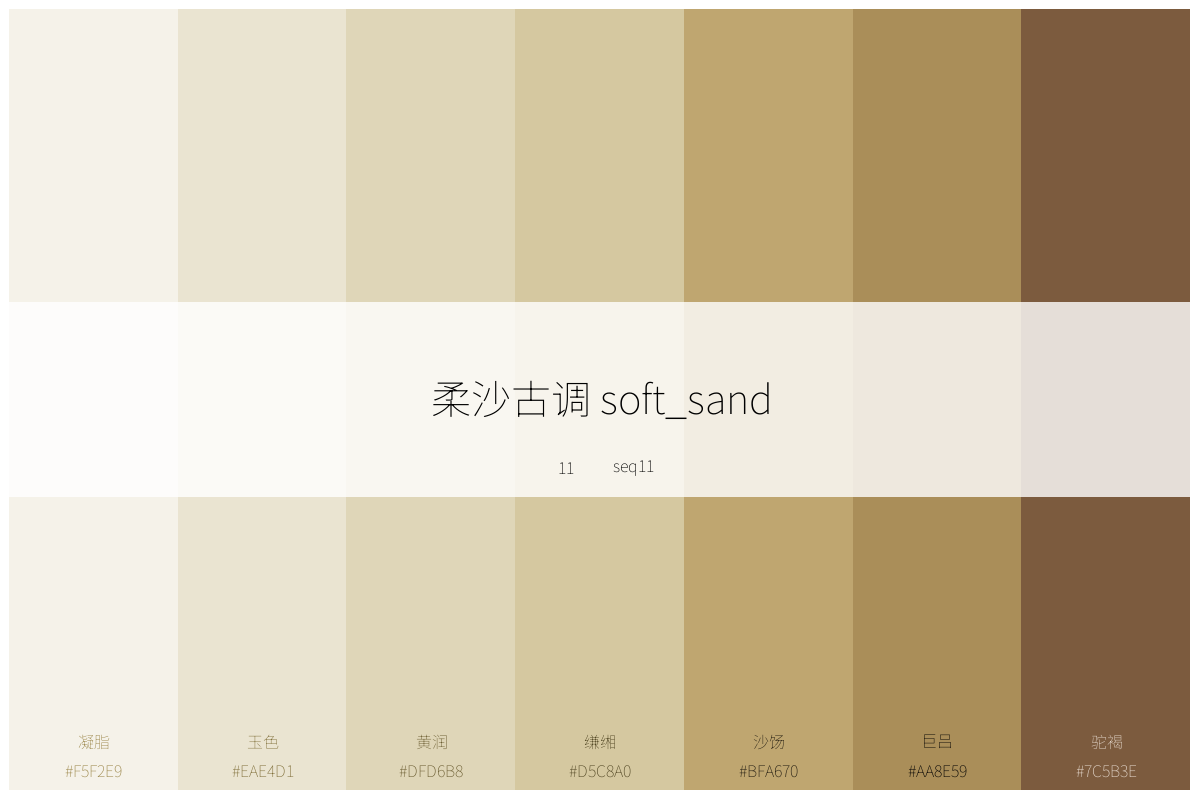 柔沙古调 soft_sand
11 seq11
凝脂 玉色 黄润 缣缃 沙饧 巨吕 驼褐
#F5F2E9 #EAE4D1 #DFD6B8 #D5C8A0 #BFA670 #AA8E59 #7C5B3E